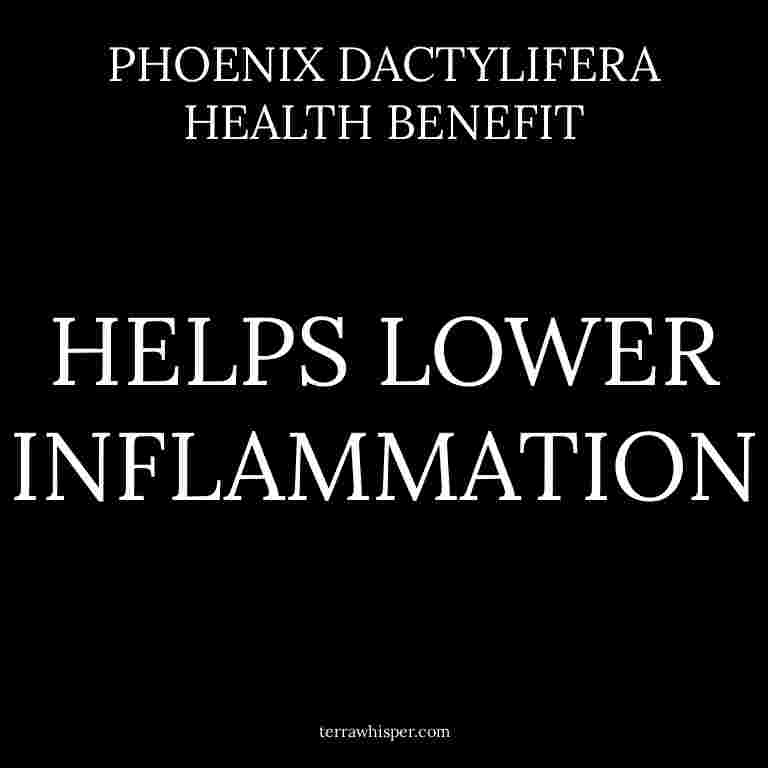 PHOENIX DACTYLIFERA
HEALTH BENEFIT
HELPS LOWER
INFLAMMATION
terrawhisper.com